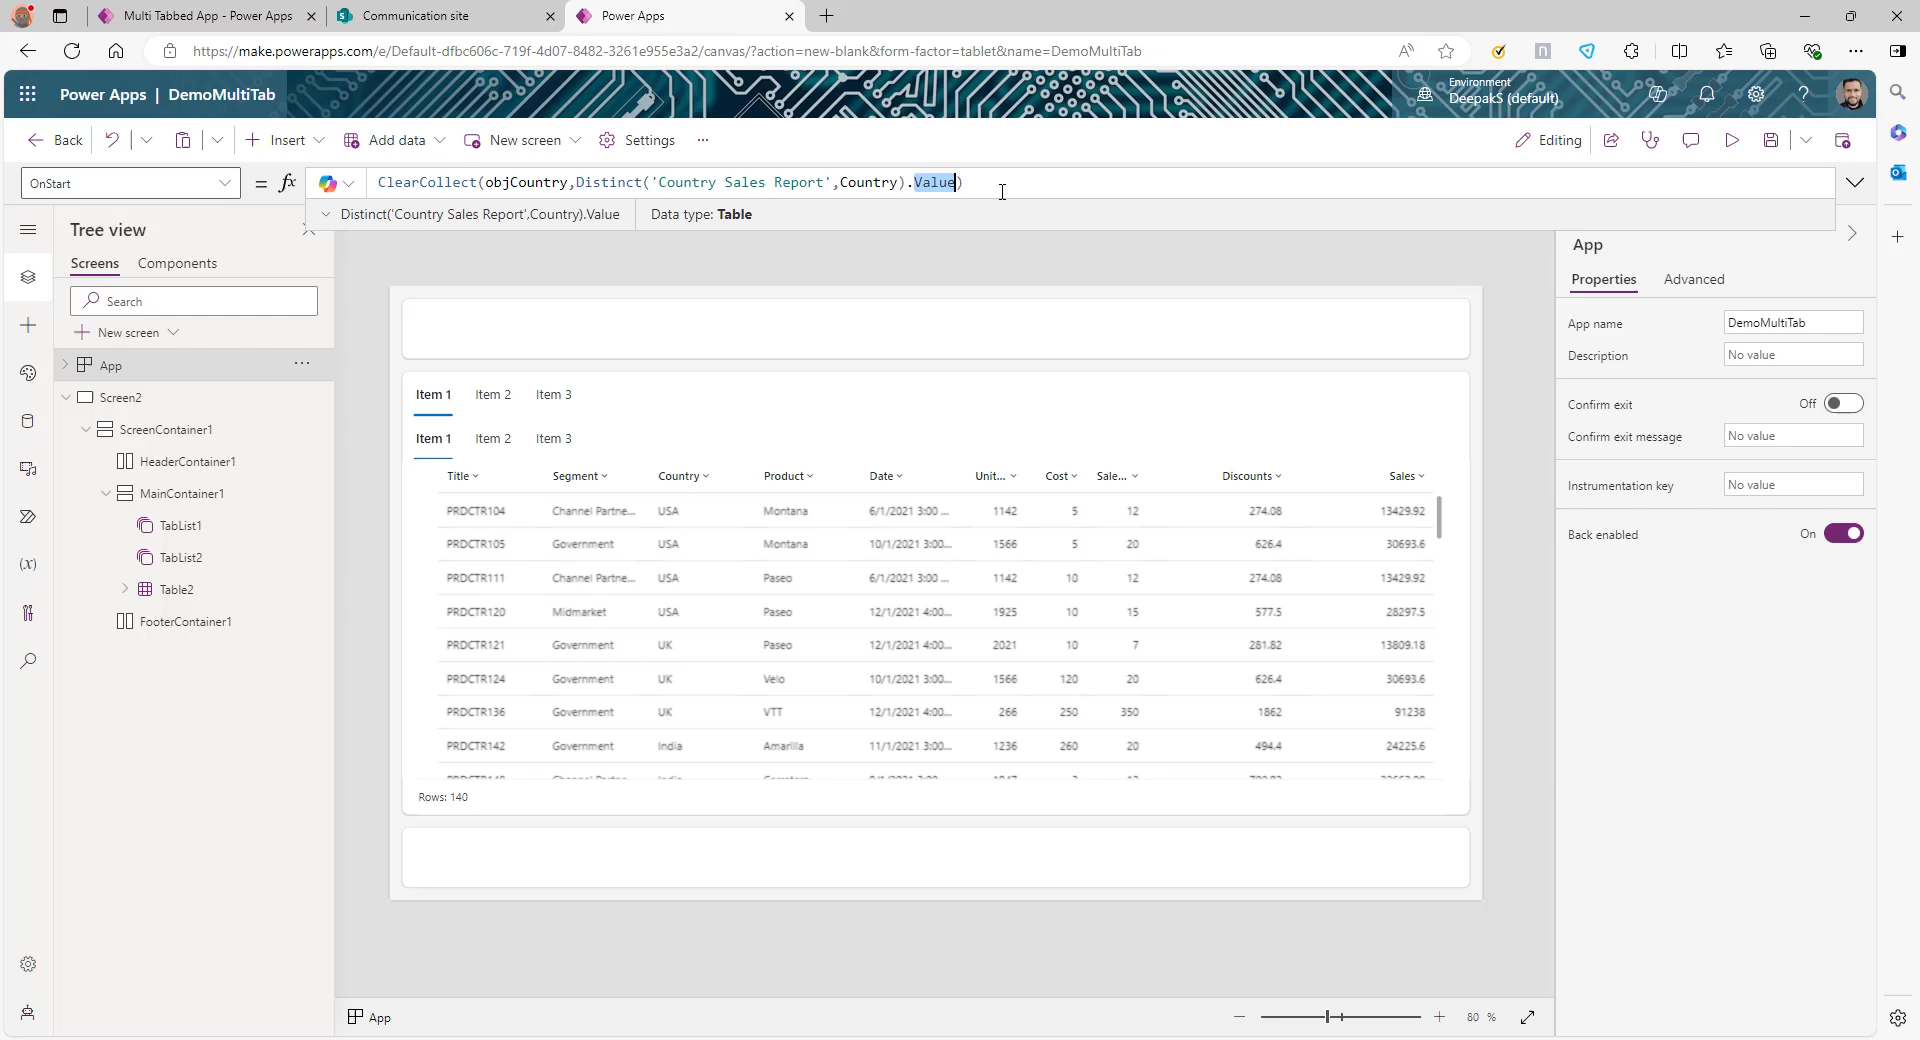 Multi Tabbed App - Power Apps
Communication site
Power Apps
https://make.powerapps.com/e/Default-dfbc606c-719f-4d07-8482-3261e955e3a2/canvas/?action=new-blank&form-factor=tablet&name=DemoMultiTab
Power Apps | DemoMultiTab
Environment
DeepakS (default)
Back
Insert
Add data
New screen
Settings
Editing
OnStart
= fx
ClearCollect(objCountry,Distinct('Country Sales Report',Country).Value)
Distinct('Country Sales Report',Country).Value
Data type: Table
Tree view
Screens
Components
Search
New screen
App
Screen2
ScreenContainer1
HeaderContainer1
MainContainer1
TabList1
TabList2
Table2
FooterContainer1
Item 1 Item 2 Item 3
Item 1 Item 2 Item 3
Title Segment Country Product Date Unit... Cost Sale... Discounts Sales
PRDCTR104 Channel Partne... USA Montana 6/1/2021 3:00 ... 1142 5 12 274.08 13429.92
PRDCTR105 Government USA Montana 10/1/2021 3:00... 1566 5 20 626.4 30693.6
PRDCTR111 Channel Partne... USA Paseo 6/1/2021 3:00 ... 1142 10 12 274.08 13429.92
PRDCTR120 Midmarket USA Paseo 12/1/2021 4:00... 1925 10 15 577.5 28297.5
PRDCTR121 Government UK Paseo 12/1/2021 4:00... 2021 10 7 281.82 13809.18
PRDCTR124 Government UK Velo 10/1/2021 3:00... 1566 120 20 626.4 30693.6
PRDCTR136 Government UK VTT 12/1/2021 4:00... 266 250 350 1862 91238
PRDCTR142 Government India Amarilla 11/1/2021 3:00... 1236 260 20 494.4 24225.6
Rows: 140
App
80 %
App
Properties
Advanced
App name
DemoMultiTab
Description
No value
Confirm exit
Off
Confirm exit message
No value
Instrumentation key
No value
Back enabled
On